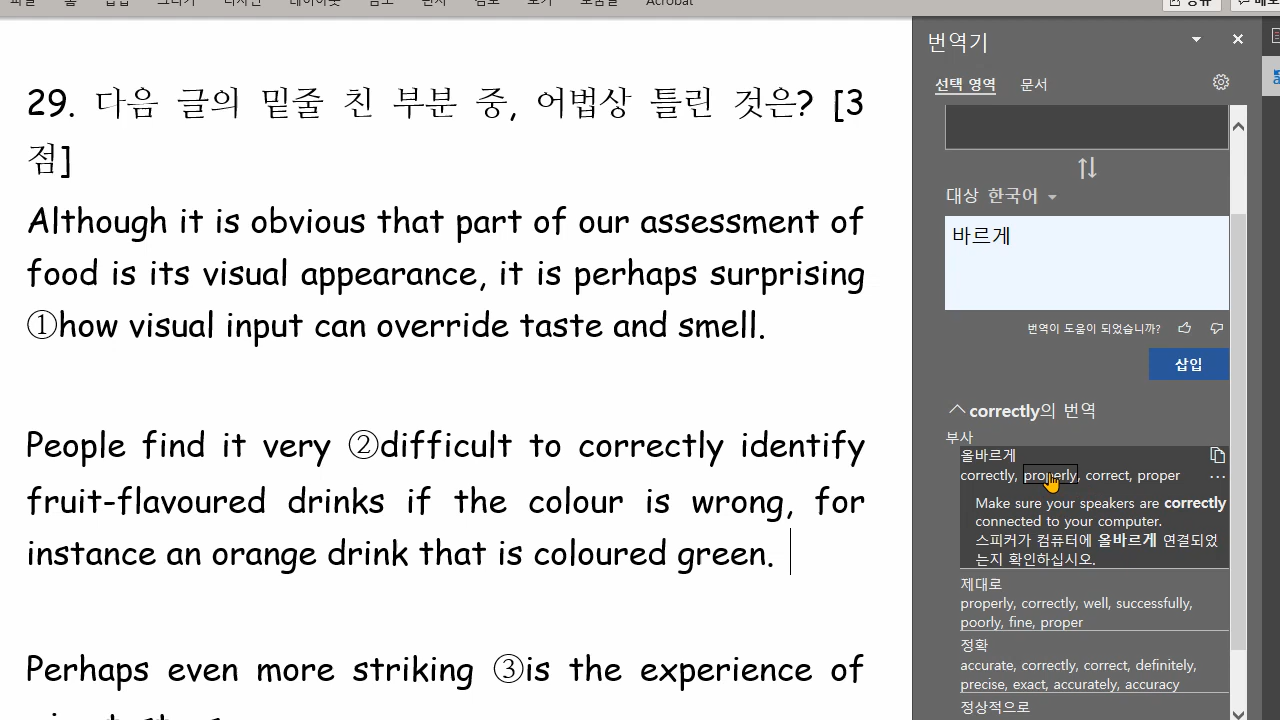 Acrobat
번역기
선택 영역 문서
대상 한국어
바르게
번역이 도움이 되었습니까?
삽입
correctly의 번역
부사
올바르게
correctly, properly, correct, proper
Make sure your speakers are correctly
connected to your computer.
스피커가 컴퓨터에 올바르게 연결되었
는지 확인하십시오.
제대로
properly, correctly, well, successfully,
poorly, fine, proper
정확
accurate, correctly, correct, definitely,
precise, exact, accurately, accuracy
정상적으로
29. 다음 글의 밑줄 친 부분 중, 어법상 틀린 것은? [3
점]
Although it is obvious that part of our assessment of
food is its visual appearance, it is perhaps surprising
①how visual input can override taste and smell.
People find it very ②difficult to correctly identify
fruit-flavoured drinks if the colour is wrong, for
instance an orange drink that is coloured green.
Perhaps even more striking ③is the experience of